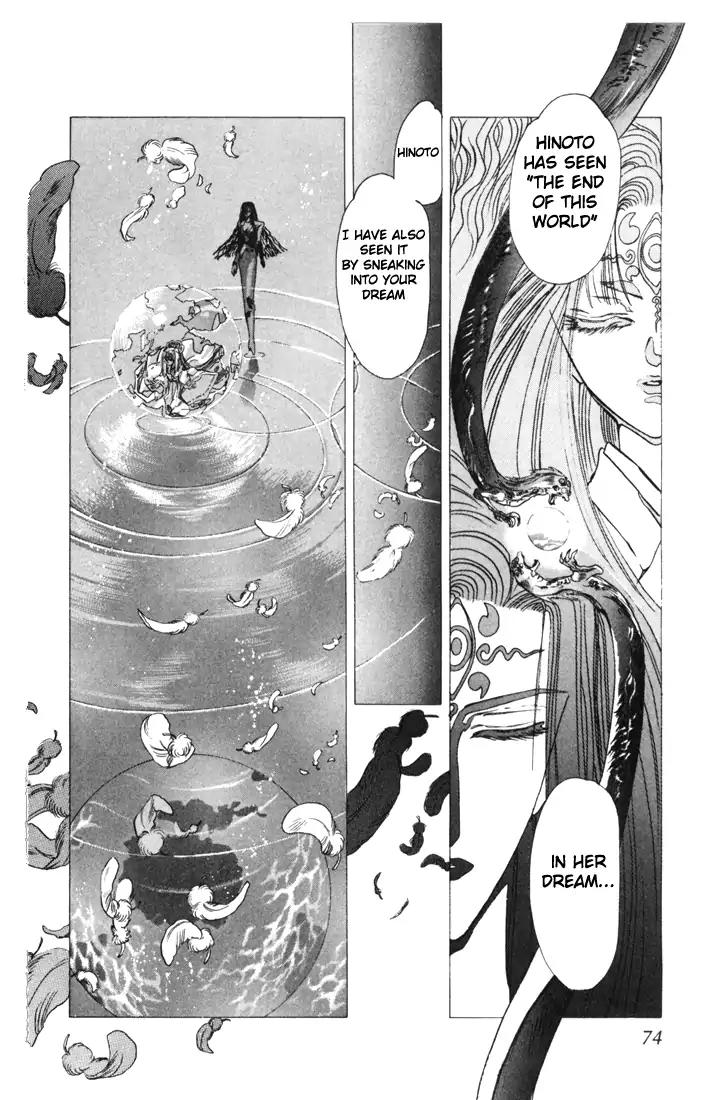 HINOTO
HAS SEEN
"THE END
OF THIS
WORLD"
IN HER
DREAM...
HINOTO
I HAVE ALSO
SEEN IT
BY SNEAKING
INTO YOUR
DREAM
74